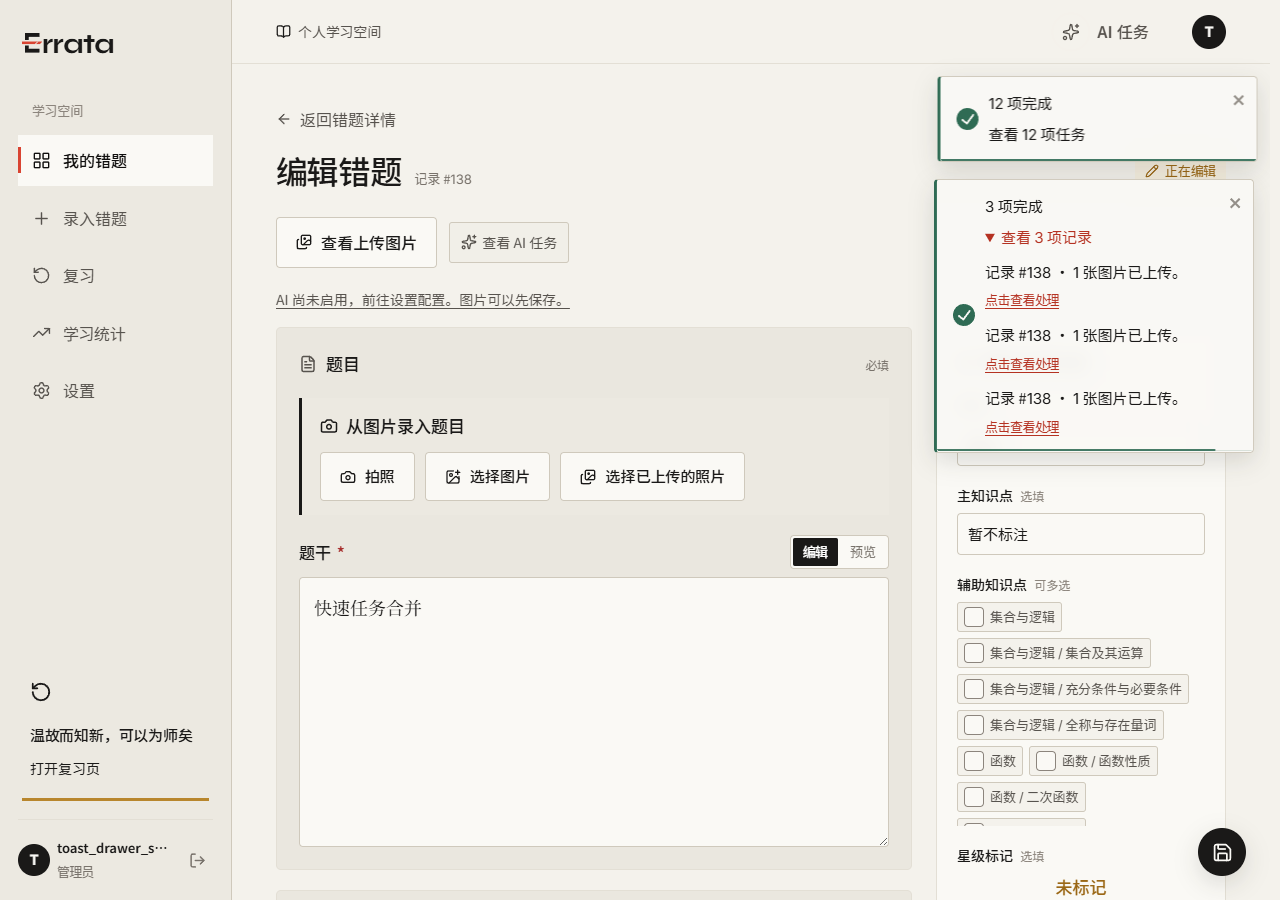 Errata
学习空间
我的错题
录入错题
复习
学习统计
设置
温故而知新，可以为师矣
打开复习页
T
toast_drawer_s···
管理员
个人学习空间
AI 任务
T
返回错题详情
编辑错题
记录 #138
查看上传图片
查看 AI 任务
AI 尚未启用，前往设置配置。图片可以先保存。
题目
必填
从图片录入题目
拍照
选择图片
选择已上传的照片
题干 *
编辑
预览
快速任务合并
12 项完成
查看 12 项任务
正在编辑
3 项完成
查看 3 项记录
记录 #138 · 1 张图片已上传。
点击查看处理
记录 #138 · 1 张图片已上传。
点击查看处理
记录 #138 · 1 张图片已上传。
点击查看处理
主知识点 选填
暂不标注
辅助知识点 可多选
集合与逻辑
集合与逻辑 / 集合及其运算
集合与逻辑 / 充分条件与必要条件
集合与逻辑 / 全称与存在量词
函数
函数 / 函数性质
函数 / 二次函数
星级标记 选填
未标记